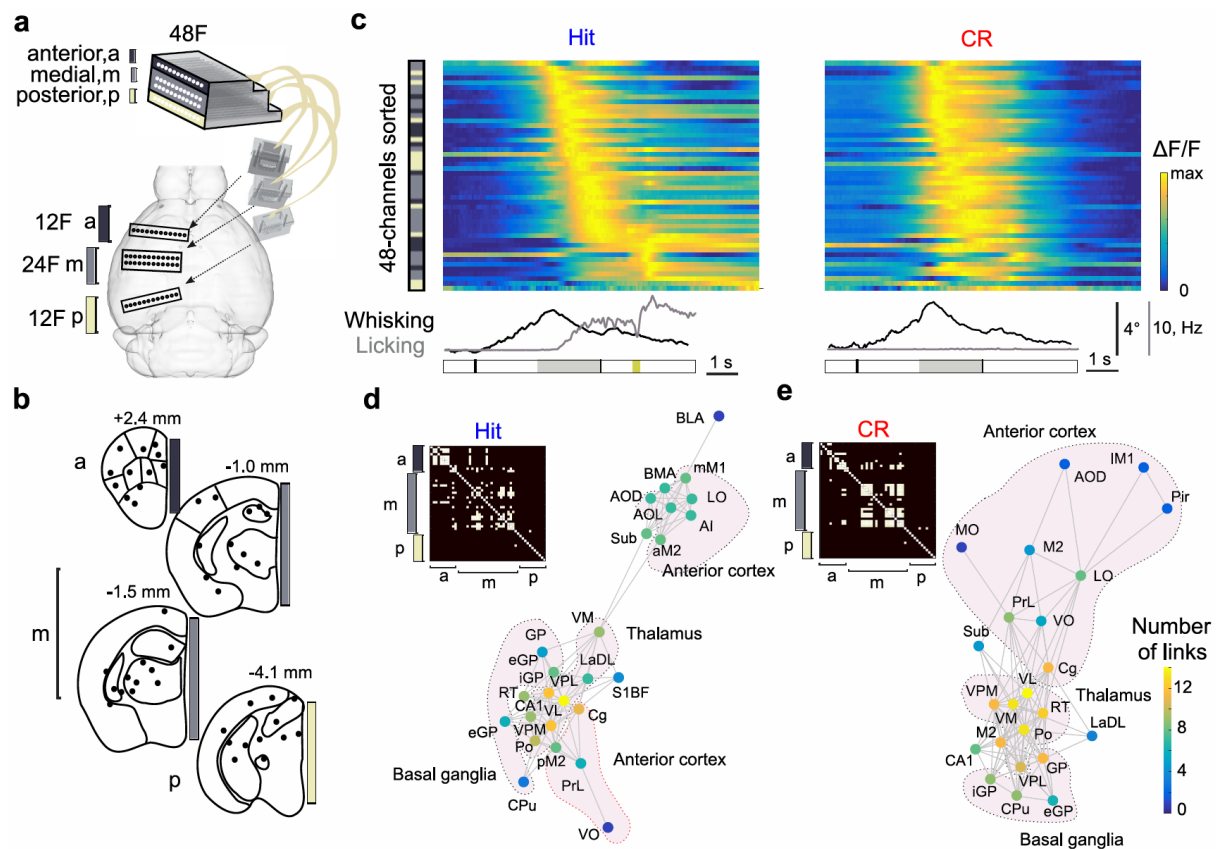 a
48F
anterior,a
medial,m
posterior,p
12F a
24F m
12F p
b
+2.4 mm
a
-1.0 mm
m
-1.5 mm
-4.1 mm
p
c
Hit
CR
48-channels sorted
ΔF/F
max
0
Whisking
Licking
1 s
4°
10, Hz
1 s
d
Hit
a
m
p
a
m
p
BLA
BMA
mM1
AOD
LO
AOL
AI
Sub
aM2
Anterior cortex
VM
Thalamus
GP
eGP
LaDL
iGP
VPL
S1BF
RT
CA1
VL
Cg
eGP
VPM
Po
pM2
Anterior cortex
Basal ganglia
PrL
CPu
VO
e
CR
a
m
p
a
m
p
Anterior cortex
IM1
AOD
Pir
MO
M2
LO
PrL
VO
Sub
Cg
VL
Thalamus
VPM
RT
VM
LaDL
M2
Po
CA1
GP
VPL
iGP
CPu
eGP
Basal ganglia
Number
of links
12
8
4
0